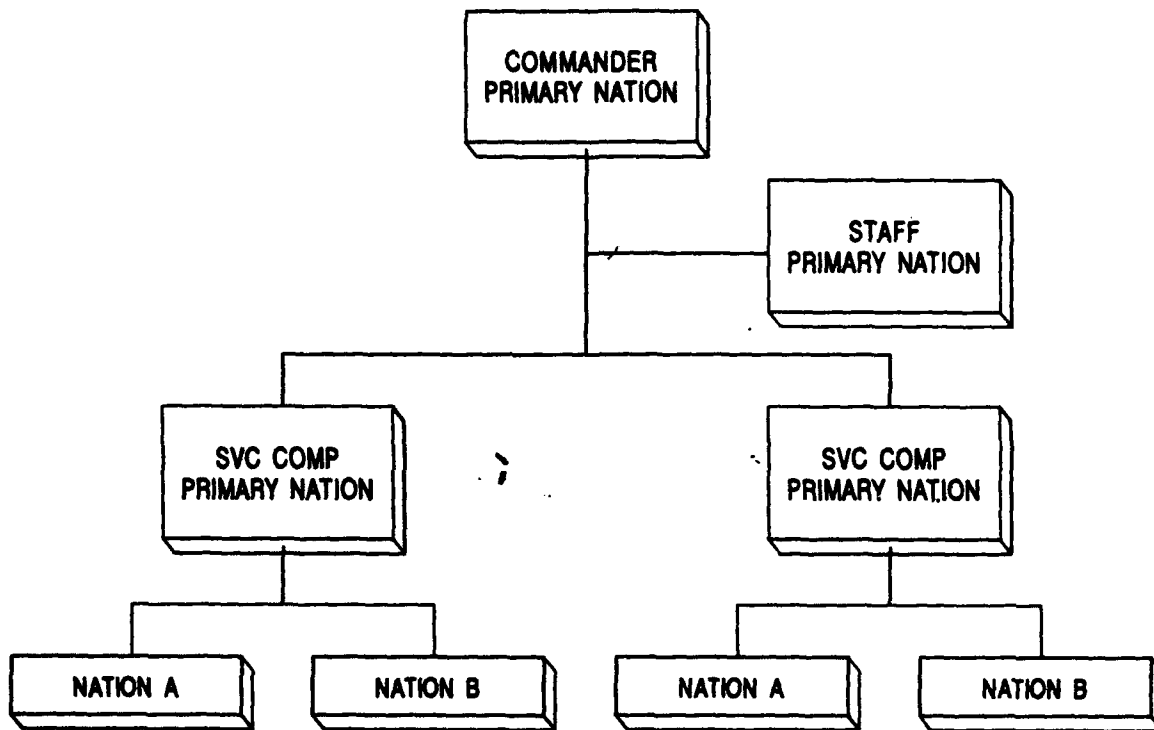 COMMANDER
PRIMARY NATION
STAFF
PRIMARY NATION
SVC COMP
PRIMARY NATION
SVC COMP
PRIMARY NATION
NATION A
NATION B
NATION A
NATION B